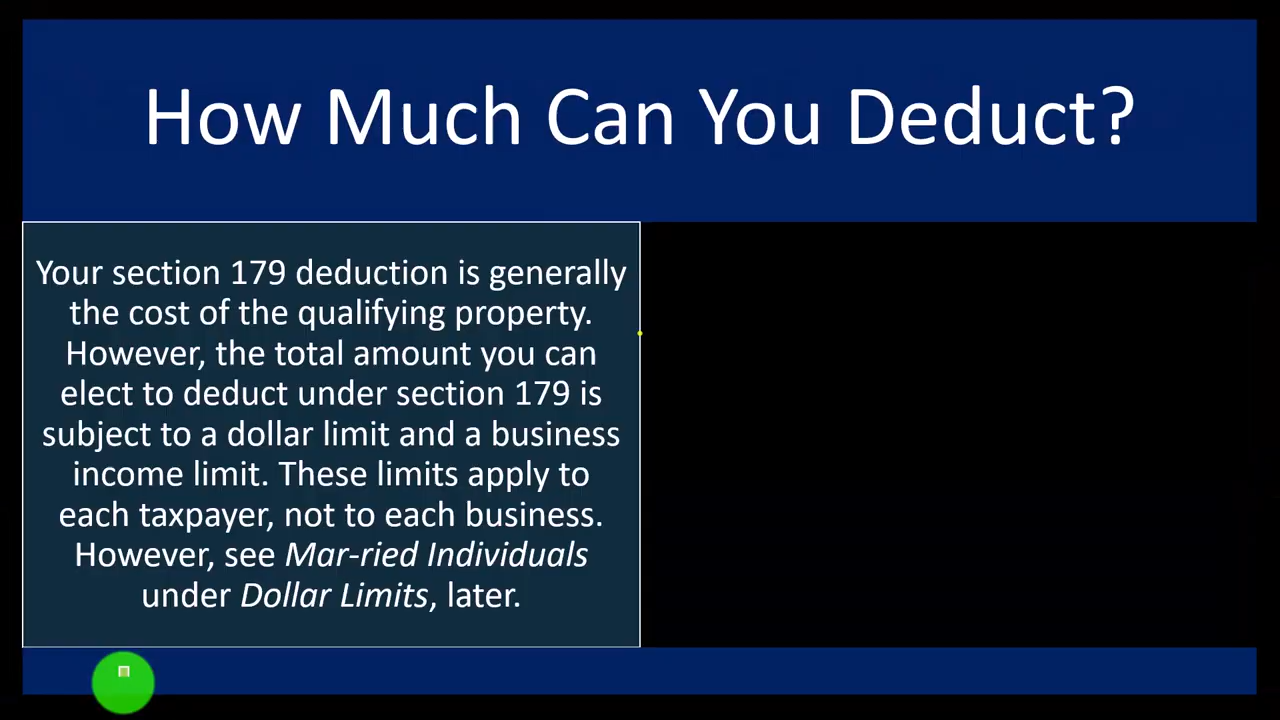 How Much Can You Deduct?
Your section 179 deduction is generally
the cost of the qualifying property.
However, the total amount you can
elect to deduct under section 179 is
subject to a dollar limit and a business
income limit. These limits apply to
each taxpayer, not to each business.
However, see Mar-ried Individuals
under Dollar Limits, later.